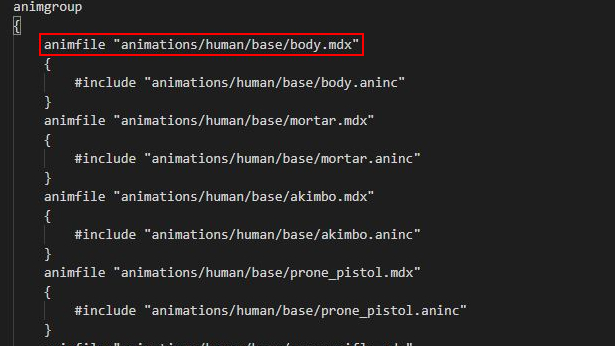 animgroup
{
animfile "animations/human/base/body.mdx"
{
#include "animations/human/base/body.aninc"
}
animfile "animations/human/base/mortar.mdx"
{
#include "animations/human/base/mortar.aninc"
}
animfile "animations/human/base/akimbo.mdx"
{
#include "animations/human/base/akimbo.aninc"
}
animfile "animations/human/base/prone_pistol.mdx"
{
#include "animations/human/base/prone_pistol.aninc"
}